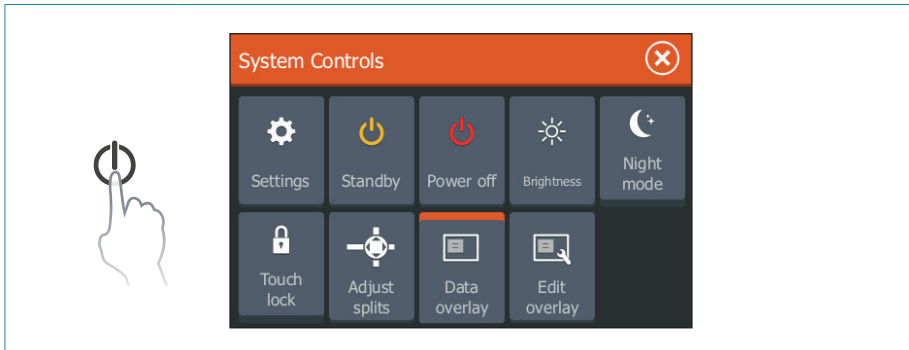 System Controls
Settings
Standby
Power off
Brightness
Night
mode
Touch
lock
Adjust
splits
Data
overlay
Edit
overlay